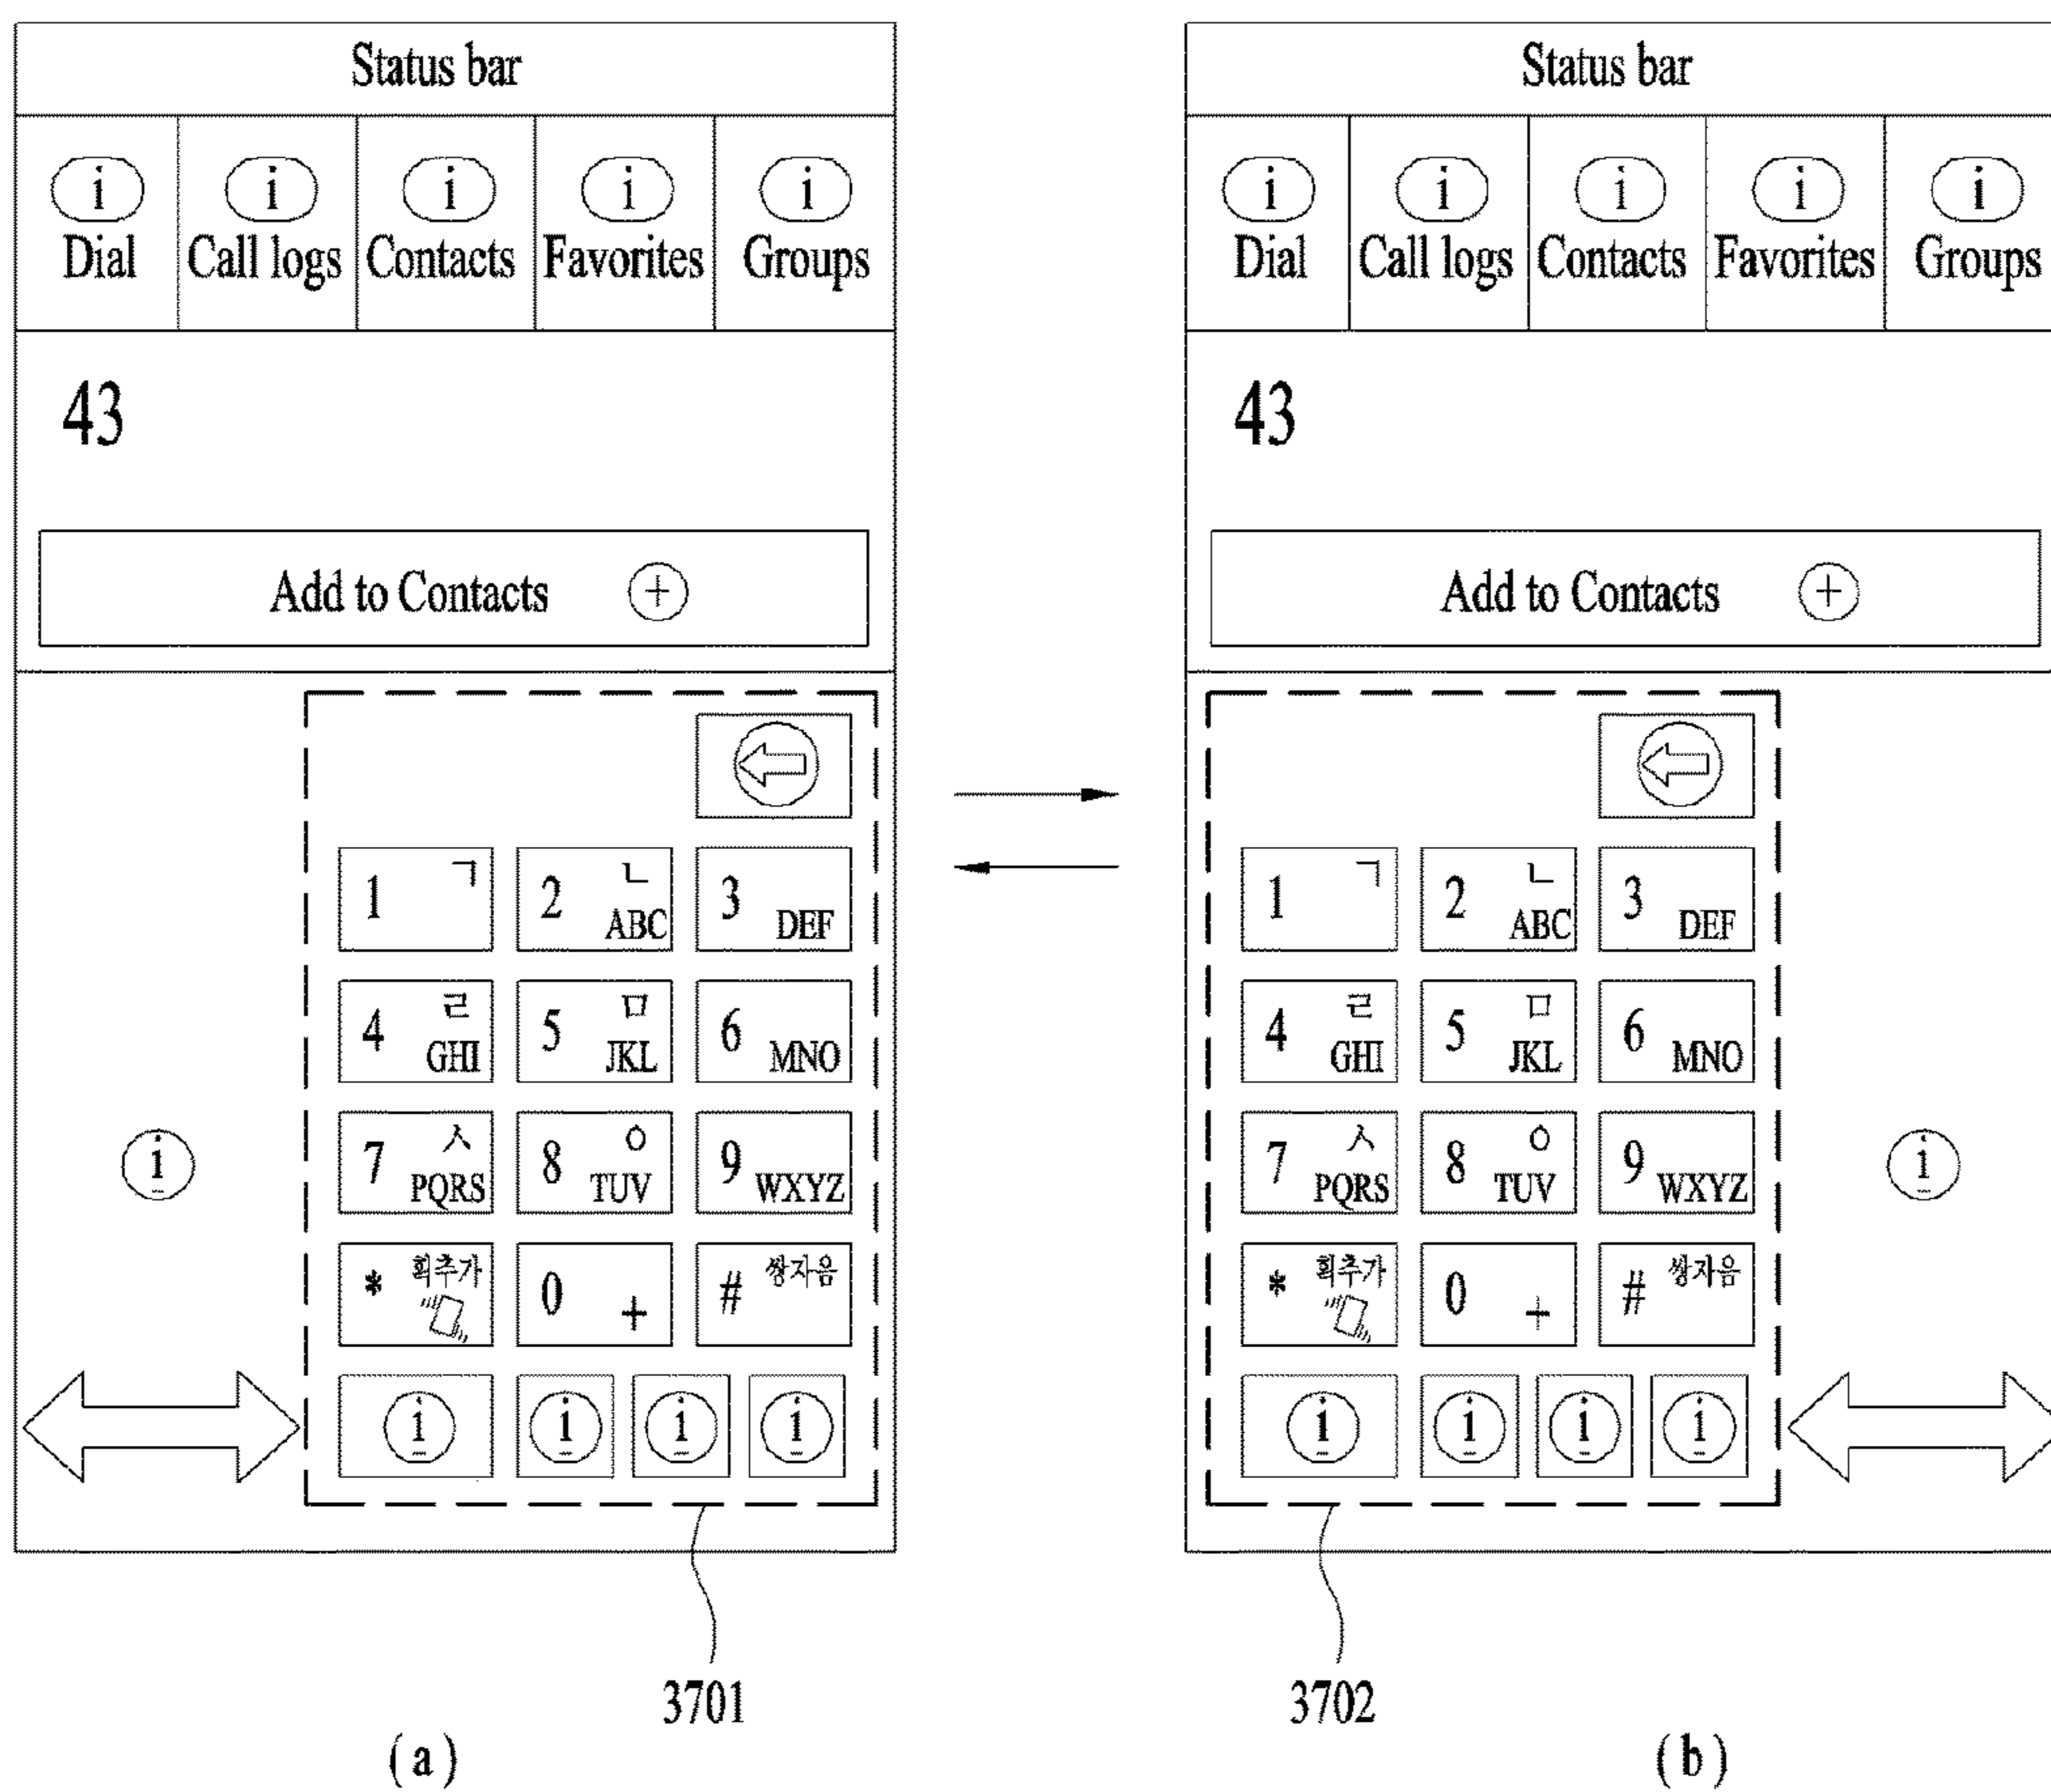 Status bar
i i i i i
Dial Call logs Contacts Favorites Groups
43
Add to Contacts +
1 ㄱ 2 ㄴ ABC 3 DEF
4 ㄹ GHI 5 ㅁ JKL 6 MNO
i
7 ㅅ PQRS 8 ㅇ TUV 9 WXYZ
* 획추가 0 + # 쌍자음
i i i i
3701
(a)
Status bar
i i i i i
Dial Call logs Contacts Favorites Groups
43
Add to Contacts +
1 ㄱ 2 ㄴ ABC 3 DEF
4 ㄹ GHI 5 ㅁ JKL 6 MNO
7 ㅅ PQRS 8 ㅇ TUV 9 WXYZ
i
* 획추가 0 + # 쌍자음
i i i i
3702
(b)